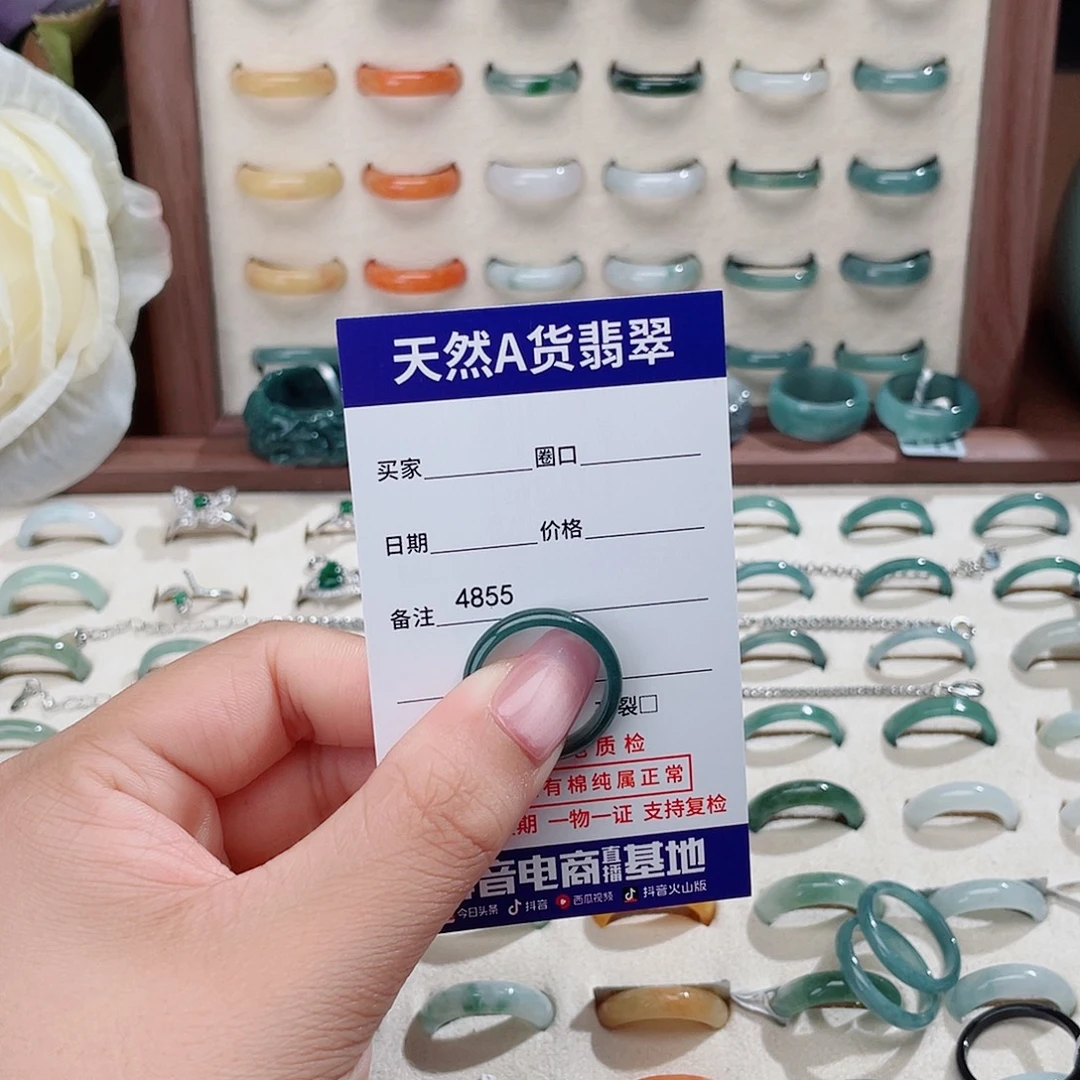 天然A货翡翠
买家 圈口
日期 价格
备注 4855
裂□
质检
有棉纯属正常
期 一物一证 支持复检
音电商直播基地
今日头条 抖音 西瓜视频 抖音火山版